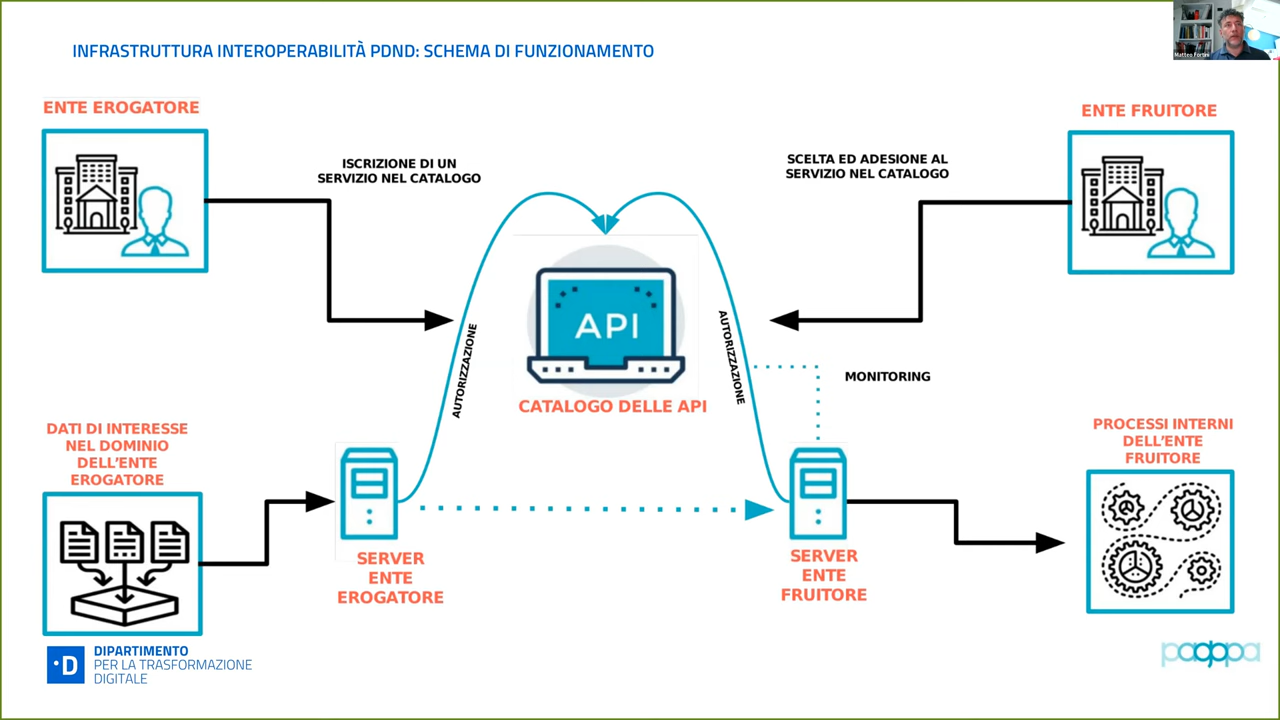 INFRASTRUTTURA INTEROPERABILITÀ PDND: SCHEMA DI FUNZIONAMENTO
Matteo Fortini
ENTE EROGATORE
ENTE FRUITORE
ISCRIZIONE DI UN
SERVIZIO NEL CATALOGO
SCELTA ED ADESIONE AL
SERVIZIO NEL CATALOGO
API
AUTORIZZAZIONE
AUTORIZZAZIONE
MONITORING
CATALOGO DELLE API
DATI DI INTERESSE
NEL DOMINIO
DELL'ENTE
EROGATORE
PROCESSI INTERNI
DELL'ENTE
FRUITORE
SERVER
ENTE
EROGATORE
SERVER
ENTE
FRUITORE
·D
DIPARTIMENTO
PER LA TRASFORMAZIONE
DIGITALE